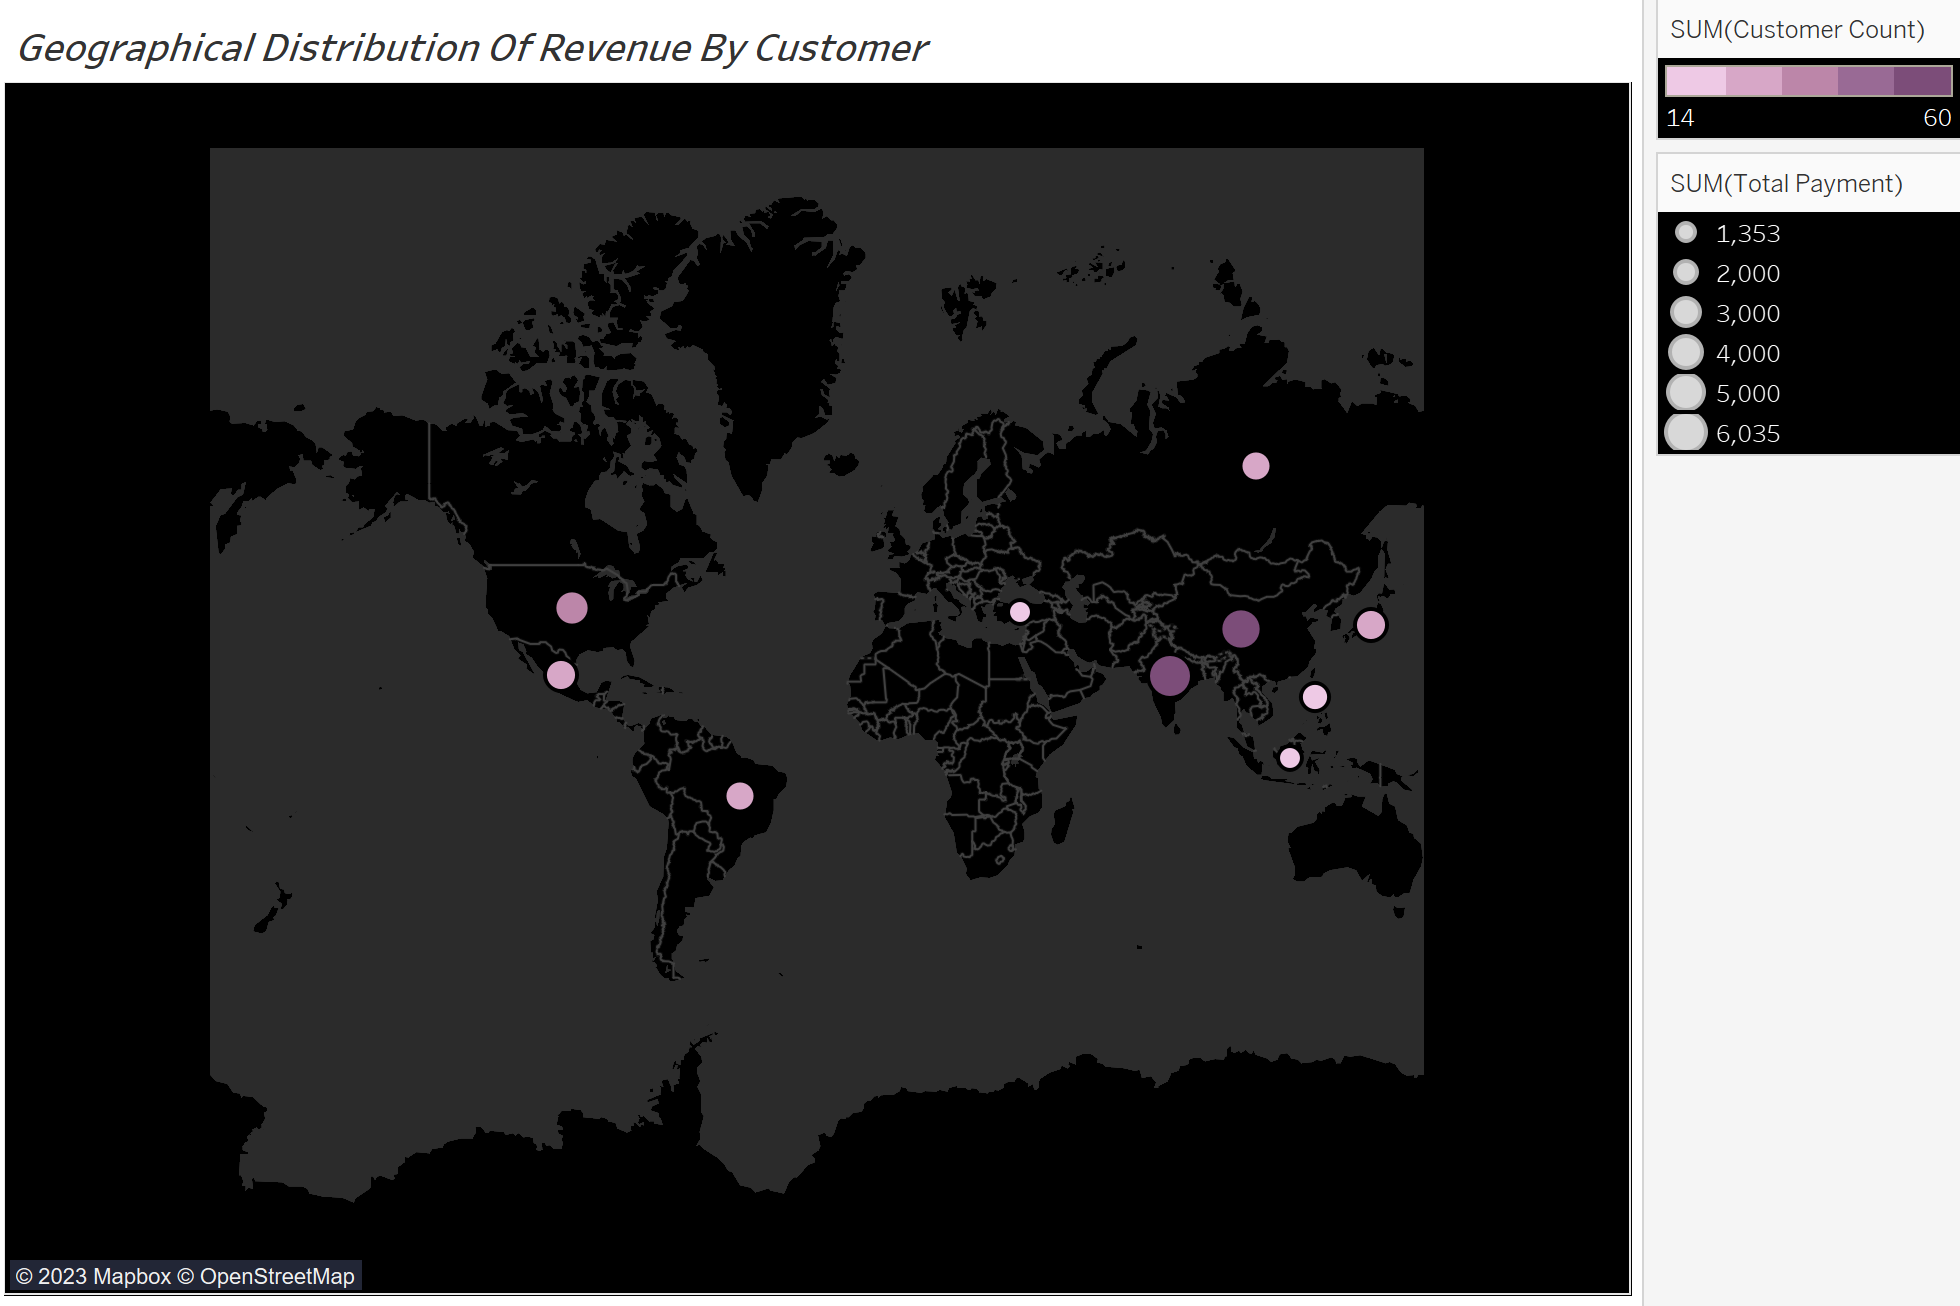 Geographical Distribution Of Revenue By Customer
SUM(Customer Count)
14 60
SUM(Total Payment)
1,353
2,000
3,000
4,000
5,000
6,035
© 2023 Mapbox © OpenStreetMap